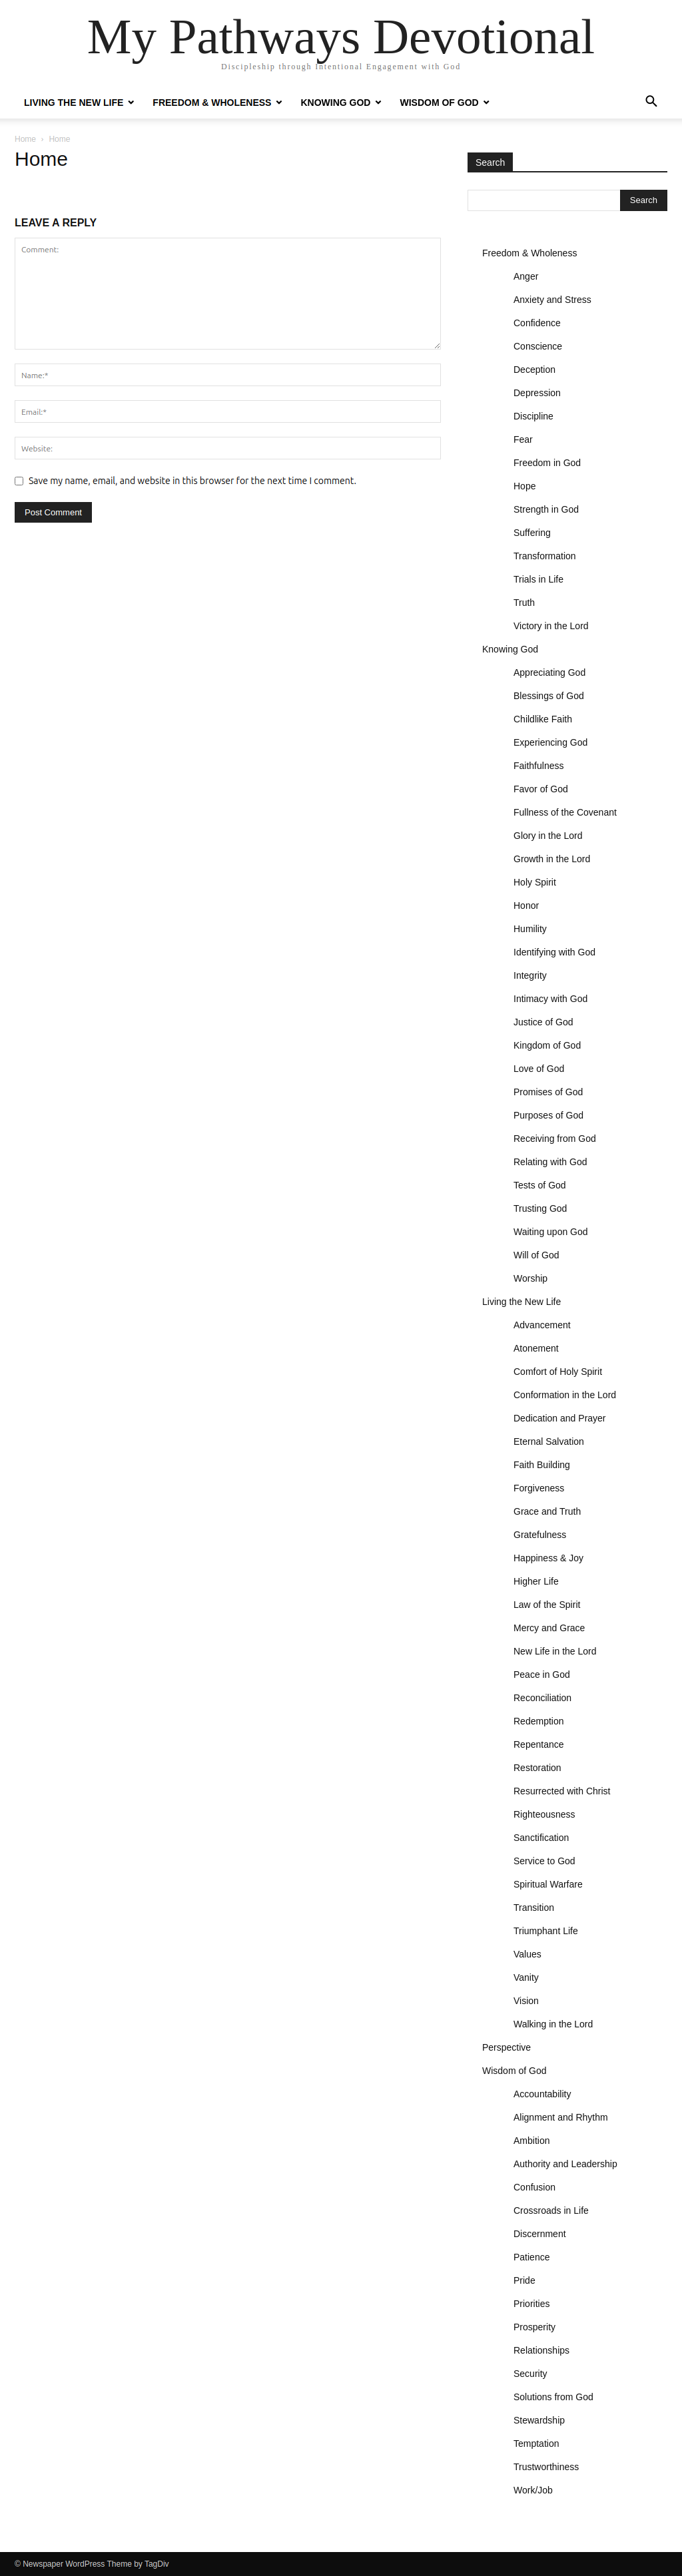 My Pathways Devotional
Discipleship through Intentional Engagement with God
LIVING THE NEW LIFE FREEDOM & WHOLENESS KNOWING GOD WISDOM OF GOD
Home › Home
Home
LEAVE A REPLY
Comment:
Name:*
Email:*
Website:
Save my name, email, and website in this browser for the next time I comment.
Post Comment
Search
Search
Freedom & Wholeness
Anger
Anxiety and Stress
Confidence
Conscience
Deception
Depression
Discipline
Fear
Freedom in God
Hope
Strength in God
Suffering
Transformation
Trials in Life
Truth
Victory in the Lord
Knowing God
Appreciating God
Blessings of God
Childlike Faith
Experiencing God
Faithfulness
Favor of God
Fullness of the Covenant
Glory in the Lord
Growth in the Lord
Holy Spirit
Honor
Humility
Identifying with God
Integrity
Intimacy with God
Justice of God
Kingdom of God
Love of God
Promises of God
Purposes of God
Receiving from God
Relating with God
Tests of God
Trusting God
Waiting upon God
Will of God
Worship
Living the New Life
Advancement
Atonement
Comfort of Holy Spirit
Conformation in the Lord
Dedication and Prayer
Eternal Salvation
Faith Building
Forgiveness
Grace and Truth
Gratefulness
Happiness & Joy
Higher Life
Law of the Spirit
Mercy and Grace
New Life in the Lord
Peace in God
Reconciliation
Redemption
Repentance
Restoration
Resurrected with Christ
Righteousness
Sanctification
Service to God
Spiritual Warfare
Transition
Triumphant Life
Values
Vanity
Vision
Walking in the Lord
Perspective
Wisdom of God
Accountability
Alignment and Rhythm
Ambition
Authority and Leadership
Confusion
Crossroads in Life
Discernment
Patience
Pride
Priorities
Prosperity
Relationships
Security
Solutions from God
Stewardship
Temptation
Trustworthiness
Work/Job
© Newspaper WordPress Theme by TagDiv